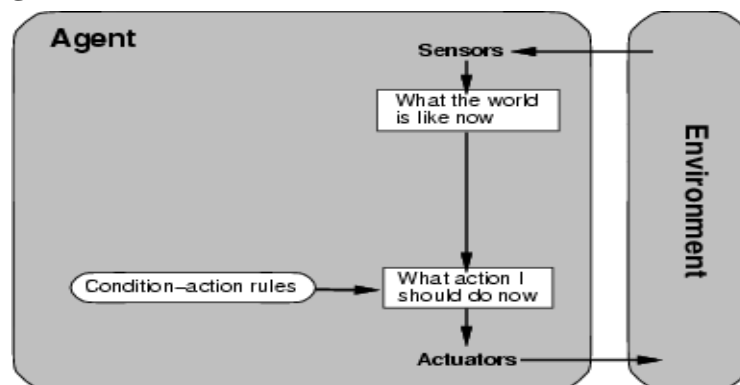 Agent
Sensors
What the world
is like now
Environment
Condition–action rules
What action I
should do now
Actuators